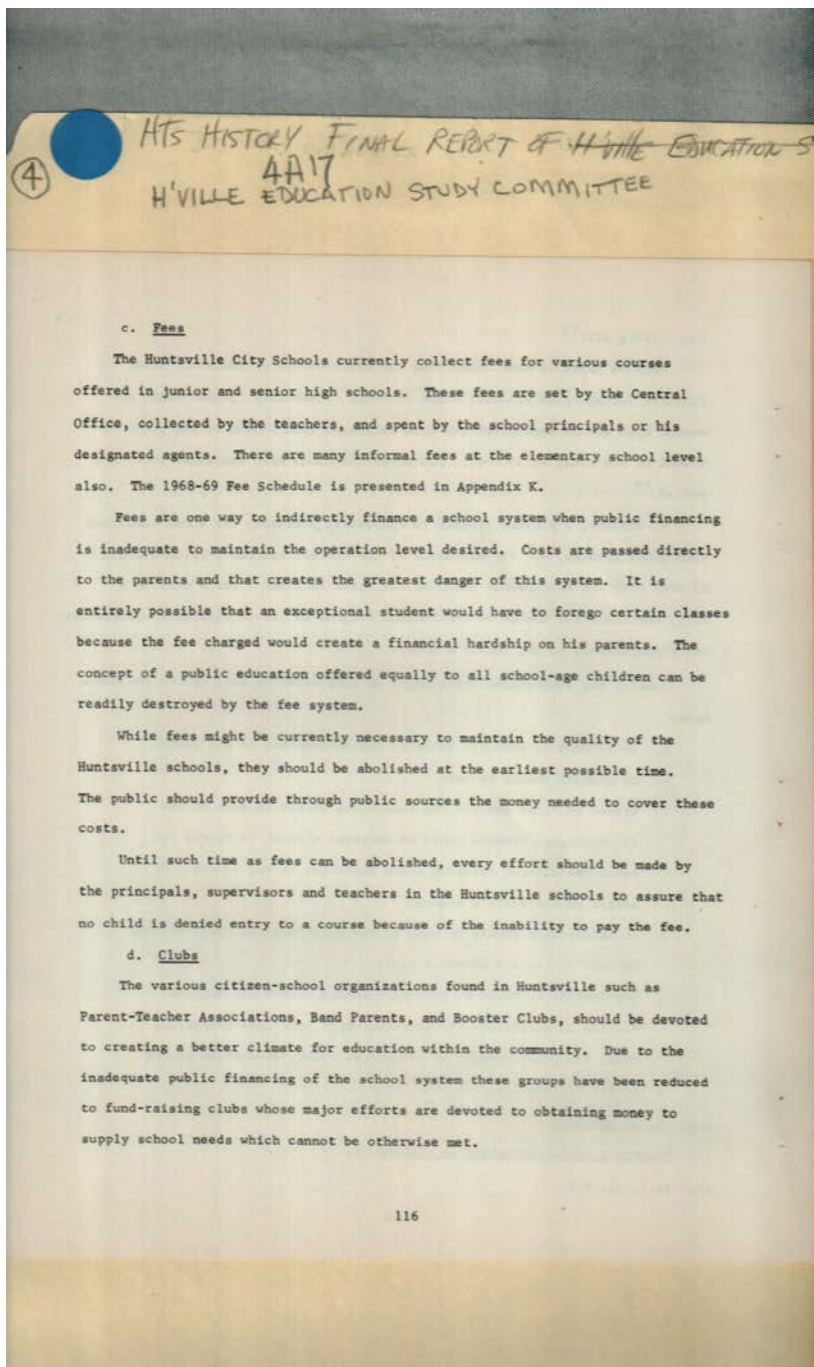 HTS HISTORY FINAL REPORT OF H'ville EDUCATION S
4
4A17
H'VILLE EDUCATION STUDY COMMITTEE
c. Fees
The Huntsville City Schools currently collect fees for various courses
offered in junior and senior high schools. These fees are set by the Central
Office, collected by the teachers, and spent by the school principals or his
designated agents. There are many informal fees at the elementary school level
also. The 1968-69 Fee Schedule is presented in Appendix K.
Fees are one way to indirectly finance a school system when public financing
is inadequate to maintain the operation level desired. Costs are passed directly
to the parents and that creates the greatest danger of this system. It is
entirely possible that an exceptional student would have to forego certain classes
because the fee charged would create a financial hardship on his parents. The
concept of a public education offered equally to all school-age children can be
readily destroyed by the fee system.
While fees might be currently necessary to maintain the quality of the
Huntsville schools, they should be abolished at the earliest possible time.
The public should provide through public sources the money needed to cover these
costs.
Until such time as fees can be abolished, every effort should be made by
the principals, supervisors and teachers in the Huntsville schools to assure that
no child is denied entry to a course because of the inability to pay the fee.
d. Clubs
The various citizen-school organizations found in Huntsville such as
Parent-Teacher Associations, Band Parents, and Booster Clubs, should be devoted
to creating a better climate for education within the community. Due to the
inadequate public financing of the school system these groups have been reduced
to fund-raising clubs whose major efforts are devoted to obtaining money to
supply school needs which cannot be otherwise met.
116